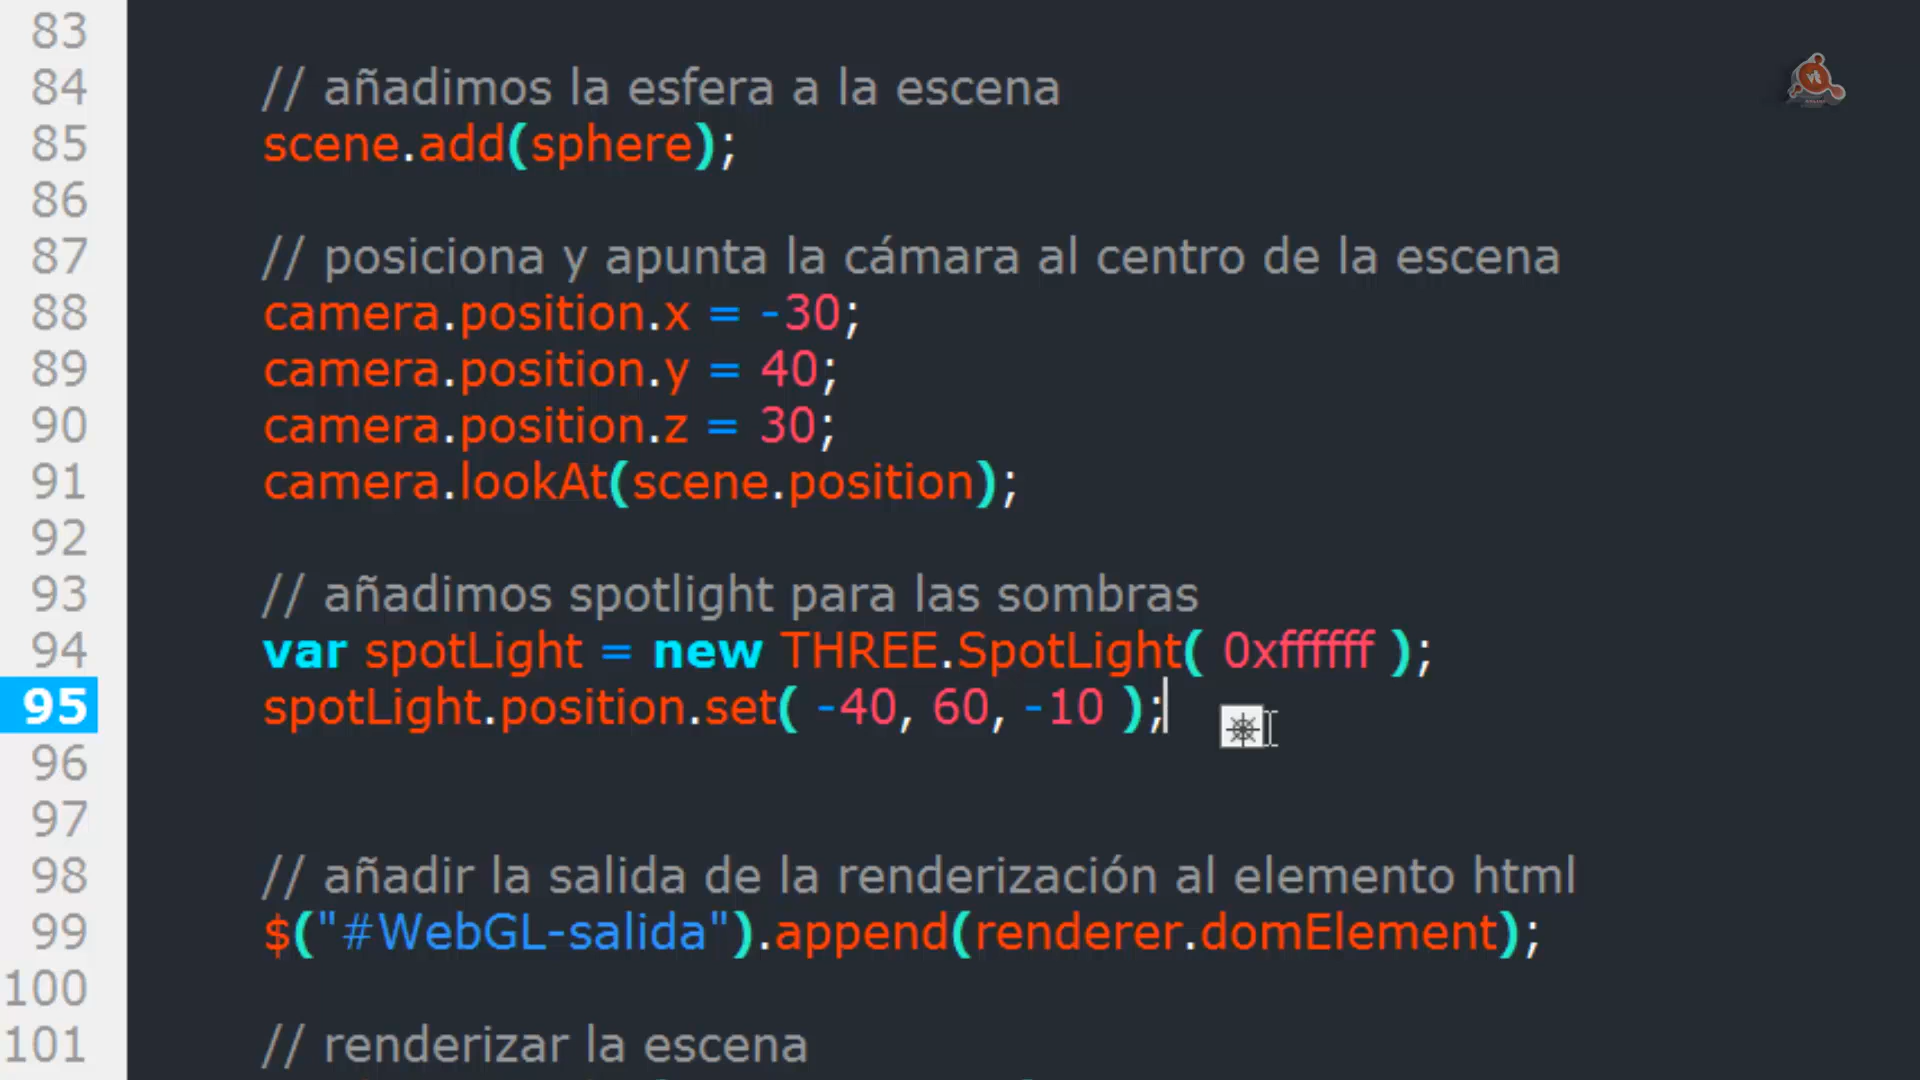 83
84 // añadimos la esfera a la escena
85 scene.add(sphere);
86
87 // posiciona y apunta la cámara al centro de la escena
88 camera.position.x = -30;
89 camera.position.y = 40;
90 camera.position.z = 30;
91 camera.lookAt(scene.position);
92
93 // añadimos spotlight para las sombras
94 var spotLight = new THREE.SpotLight( 0xffffff );
95 spotLight.position.set( -40, 60, -10 );
96
97
98 // añadir la salida de la renderización al elemento html
99 $("#WebGL-salida").append(renderer.domElement);
100
101 // renderizar la escena
vt